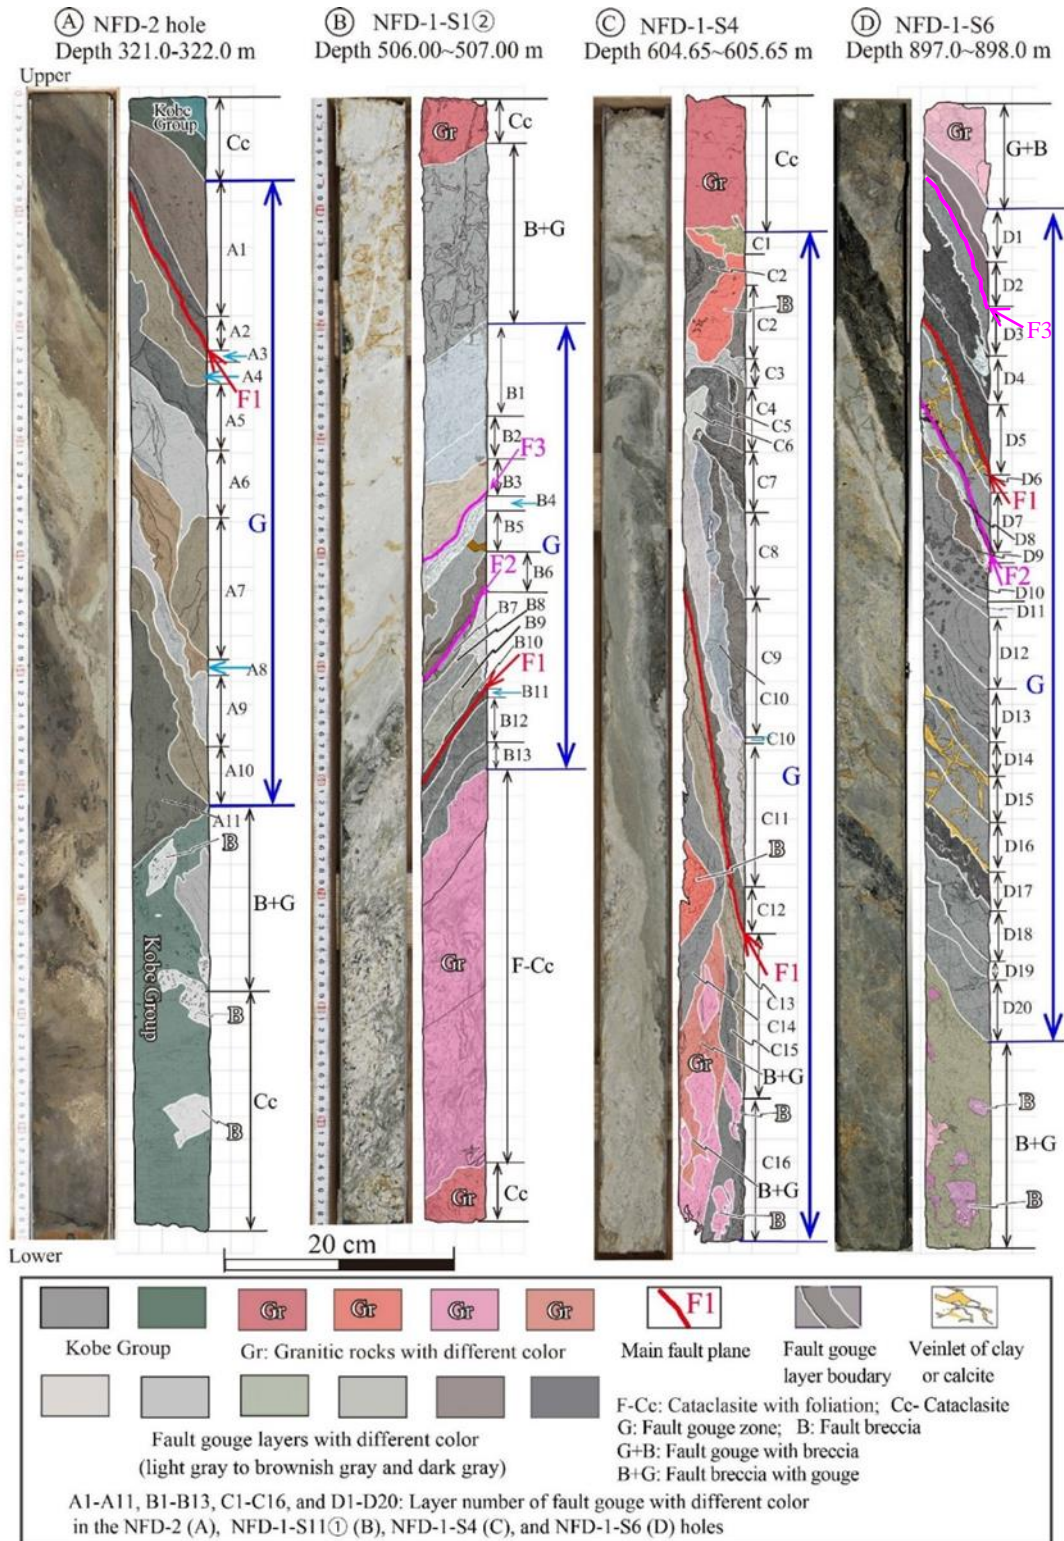 Ⓐ NFD-2 hole
Depth 321.0-322.0 m
Ⓑ NFD-1-S1②
Depth 506.00~507.00 m
Ⓒ NFD-1-S4
Depth 604.65~605.65 m
Ⓓ NFD-1-S6
Depth 897.0~898.0 m
Upper
Kobe
Group
Cc
A1
A2
A3
A4
F1
A5
A6
G
A7
A8
A9
A10
A11
B
B+G
Kobe Group
B
Cc
B
Gr
Cc
B+G
B1
B2
F3
B3
B4
B5
G
B6
F2
B7
B8
B9
B10
F1
B11
B12
B13
Gr
F-Cc
Gr
Cc
Gr
Cc
C1
C2
B
C2
C3
C4
C5
C6
C7
C8
C9
C10
C10
G
C11
B
C12
F1
C13
C14
C15
Gr
B+G
B
C16
B+G
B
Gr
G+B
D1
D2
F3
D3
D4
D5
D6
F1
D7
D8
D9
F2
D10
D11
D12
G
D13
D14
D15
D16
D17
D18
D19
D20
B
B+G
B
Lower
20 cm
Gr Gr Gr Gr F1
Kobe Group
Gr: Granitic rocks with different color
Main fault plane
Fault gouge
layer boudary
Veinlet of clay
or calcite
Fault gouge layers with different color
(light gray to brownish gray and dark gray)
F-Cc: Cataclasite with foliation; Cc- Cataclasite
G: Fault gouge zone; B: Fault breccia
G+B: Fault gouge with breccia
B+G: Fault breccia with gouge
A1-A11, B1-B13, C1-C16, and D1-D20: Layer number of fault gouge with different color
in the NFD-2 (A), NFD-1-S11① (B), NFD-1-S4 (C), and NFD-1-S6 (D) holes